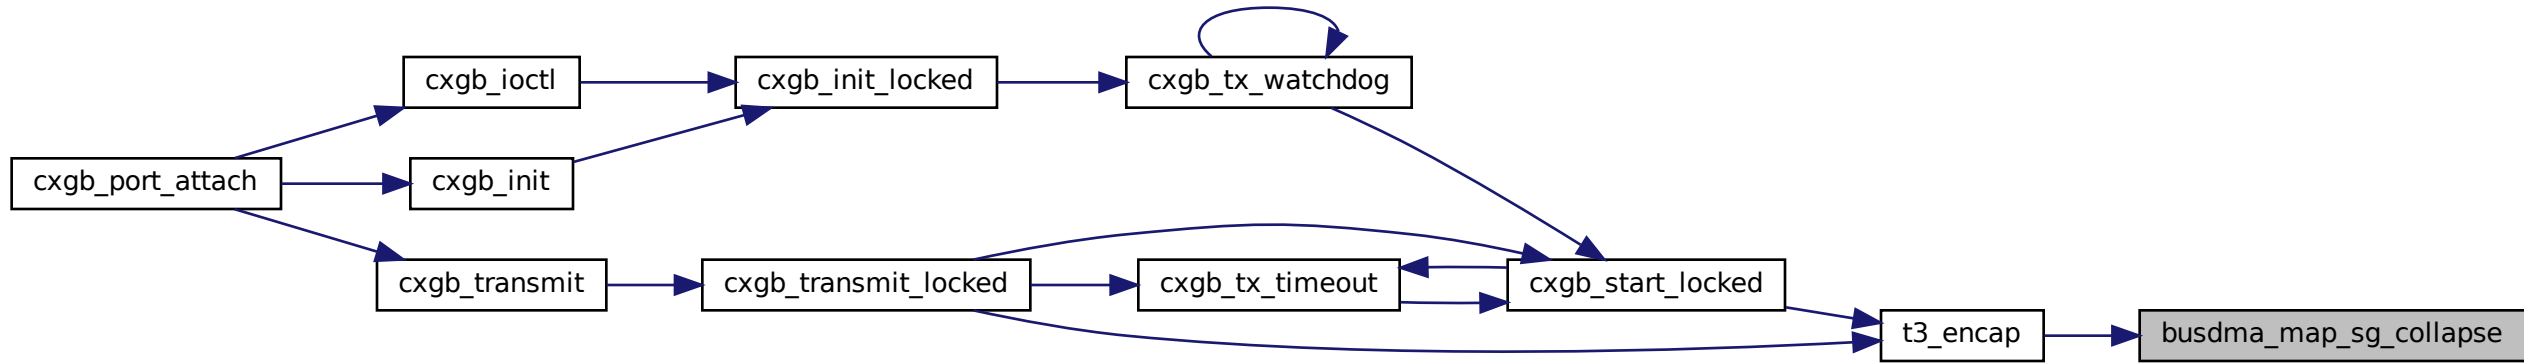 cxgb_ioctl
cxgb_init_locked
cxgb_tx_watchdog
cxgb_port_attach
cxgb_init
cxgb_transmit
cxgb_transmit_locked
cxgb_tx_timeout
cxgb_start_locked
t3_encap
busdma_map_sg_collapse